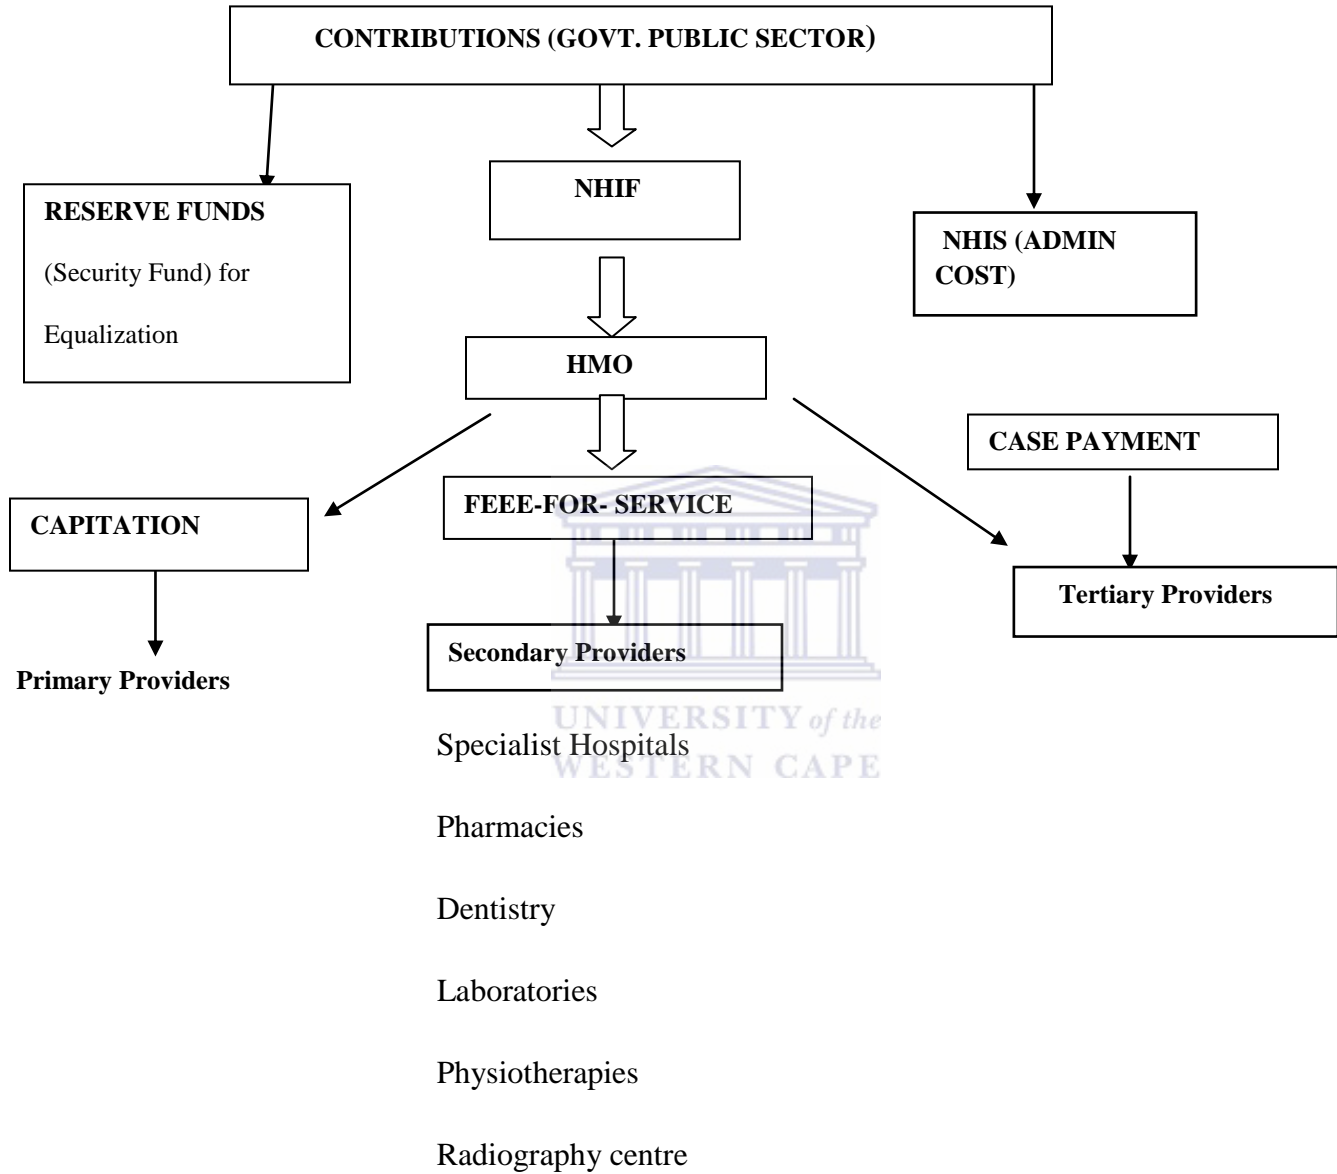 CONTRIBUTIONS (GOVT. PUBLIC SECTOR)
NHIF
RESERVE FUNDS
(Security Fund) for
Equalization
NHIS (ADMIN
COST)
HMO
CASE PAYMENT
CAPITATION
FEEE-FOR- SERVICE
Tertiary Providers
Primary Providers
Secondary Providers
UNIVERSITY of the
WESTERN CAPE
Specialist Hospitals
Pharmacies
Dentistry
Laboratories
Physiotherapies
Radiography centre